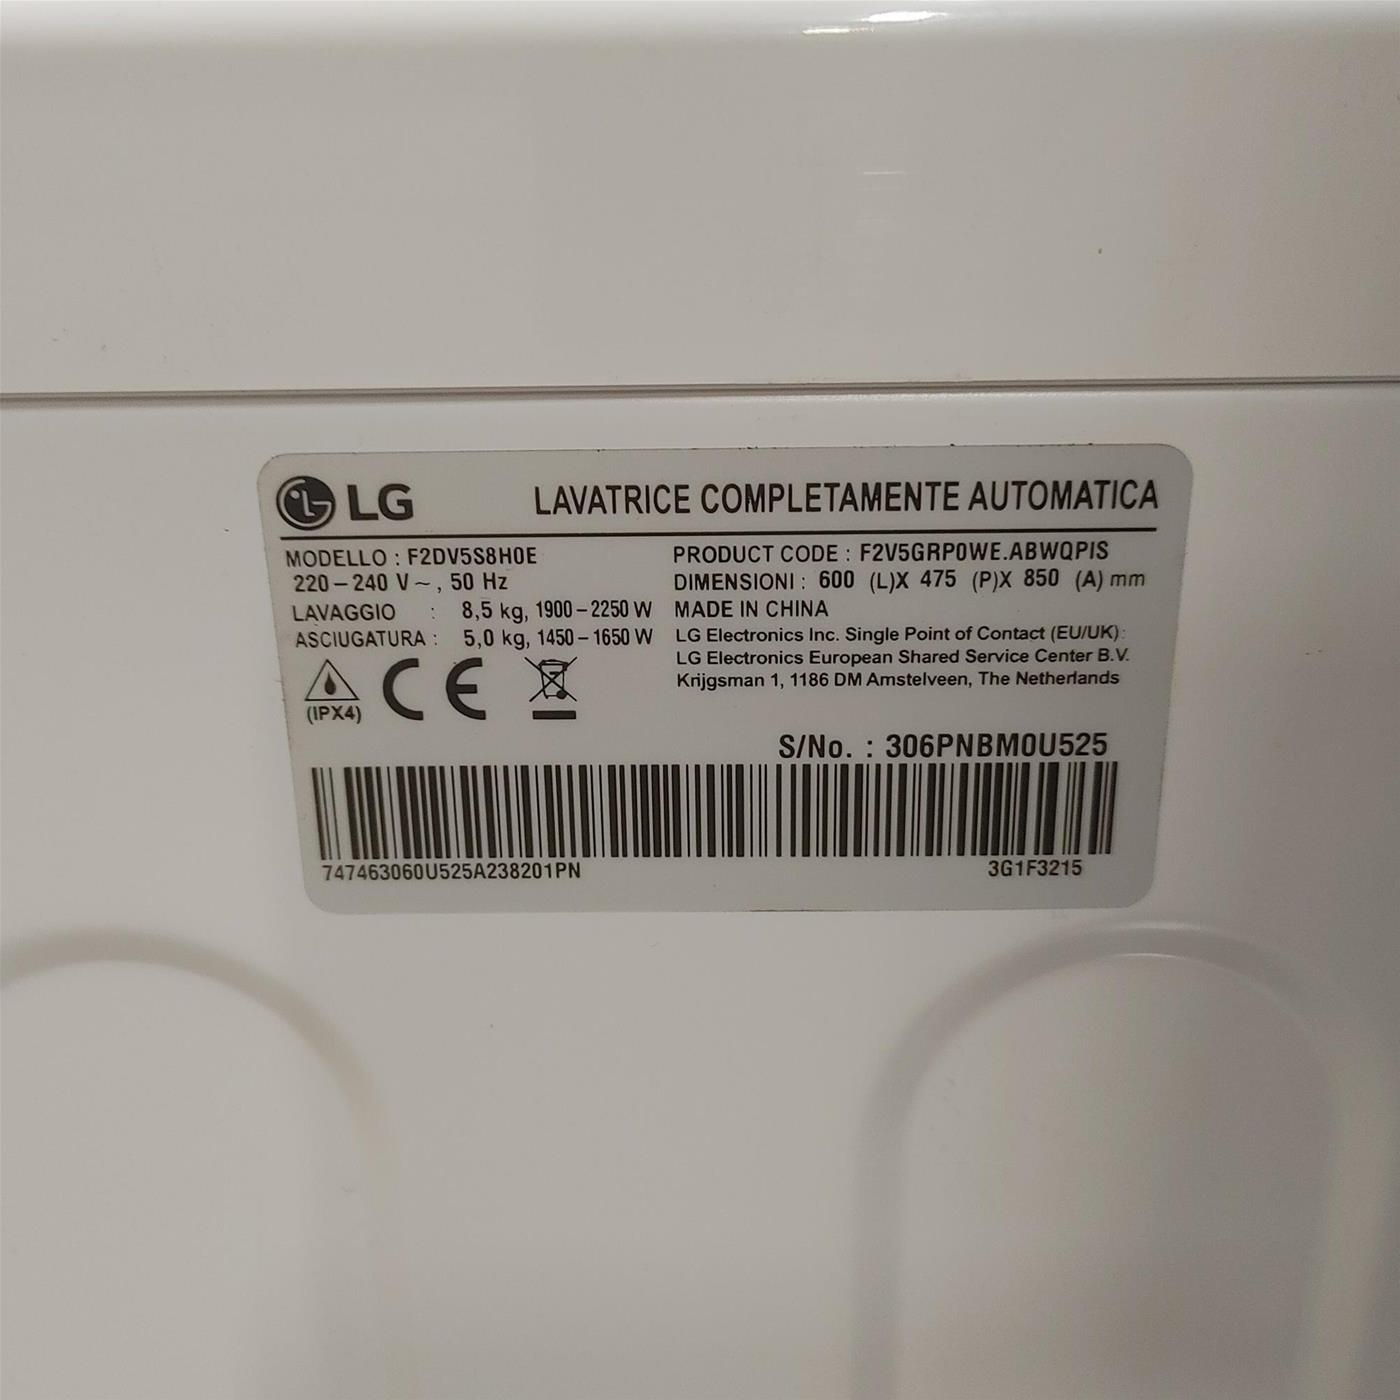 LG LAVATRICE COMPLETAMENTE AUTOMATICA
MODELLO : F2DV5S8H0E
220–240 V ~, 50 Hz
LAVAGGIO : 8,5 kg, 1900–2250 W
ASCIUGATURA : 5,0 kg, 1450–1650 W
(IPX4)
CE
PRODUCT CODE : F2V5GRP0WE.ABWQPIS
DIMENSIONI : 600 (L)X 475 (P)X 850 (A) mm
MADE IN CHINA
LG Electronics Inc. Single Point of Contact (EU/UK):
LG Electronics European Shared Service Center B.V.
Krijgsman 1, 1186 DM Amstelveen, The Netherlands
S/No. : 306PNBM0U525
747463060U525A238201PN 3G1F3215